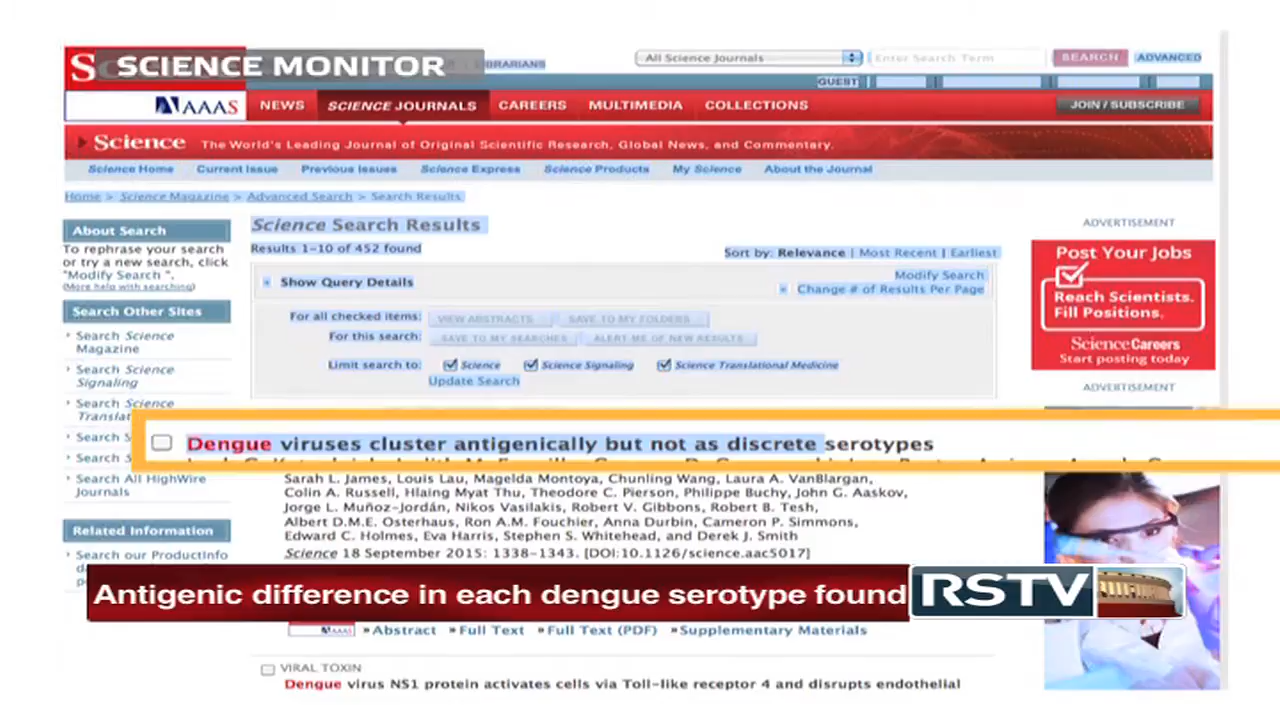 SCIENCE MONITOR
LIBRARIANS
All Science Journals
Enter Search Term
SEARCH
ADVANCED
GUEST
AAAS
NEWS
SCIENCE JOURNALS
CAREERS
MULTIMEDIA
COLLECTIONS
JOIN / SUBSCRIBE
Science The World's Leading Journal of Original Scientific Research, Global News, and Commentary.
Science Home Current Issue Previous Issues Science Express Science Products My Science About the Journal
Home > Science Magazine > Advanced Search > Search Results
About Search
To rephrase your search
or try a new search, click
"Modify Search ".
(More help with searching)
Search Other Sites
Search Science
Magazine
Search Science
Signaling
Search Science
Search
Search
Search All HighWire
Journals
Related Information
Search our ProductInfo
Science Search Results
Results 1-10 of 452 found
Sort by: Relevance | Most Recent | Earliest
Show Query Details
Modify Search
Change # of Results Per Page
For all checked items: VIEW ABSTRACTS SAVE TO MY FOLDERS
For this search: SAVE TO MY SEARCHES ALERT ME OF NEW RESULTS
Limit search to: Science Science Signaling Science Translational Medicine
Update Search
Dengue viruses cluster antigenically but not as discrete serotypes
Sarah L. James, Louis Lau, Magelda Montoya, Chunling Wang, Laura A. VanBlargan,
Colin A. Russell, Hlaing Myat Thu, Theodore C. Pierson, Philippe Buchy, John G. Aaskov,
Jorge L. Muñoz-Jordán, Nikos Vasilakis, Robert V. Gibbons, Robert B. Tesh,
Albert D.M.E. Osterhaus, Ron A.M. Fouchier, Anna Durbin, Cameron P. Simmons,
Edward C. Holmes, Eva Harris, Stephen S. Whitehead, and Derek J. Smith
Science 18 September 2015: 1338-1343. [DOI:10.1126/science.aac5017]
Antigenic difference in each dengue serotype found
RSTV
AAAS »Abstract »Full Text »Full Text (PDF) »Supplementary Materials
VIRAL TOXIN
Dengue virus NS1 protein activates cells via Toll-like receptor 4 and disrupts endothelial
ADVERTISEMENT
Post Your Jobs
Reach Scientists.
Fill Positions.
ScienceCareers
Start posting today
ADVERTISEMENT